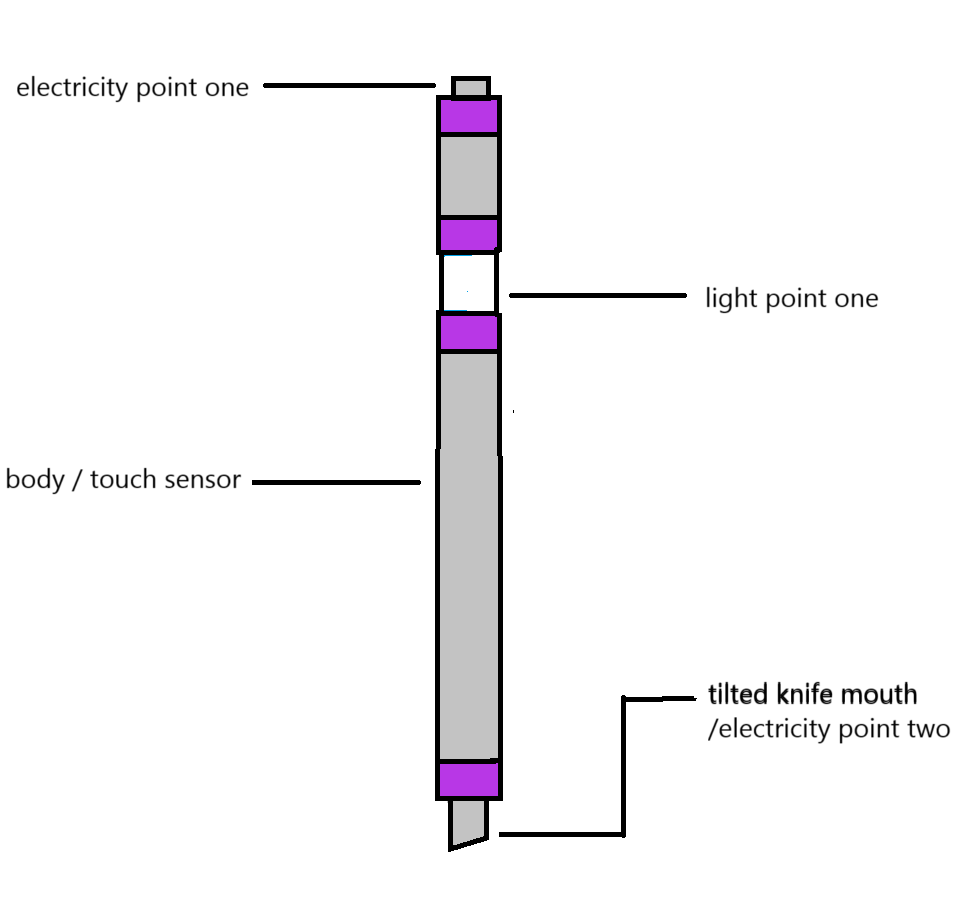 electricity point one
light point one
body / touch sensor
tilted knife mouth
/electricity point two